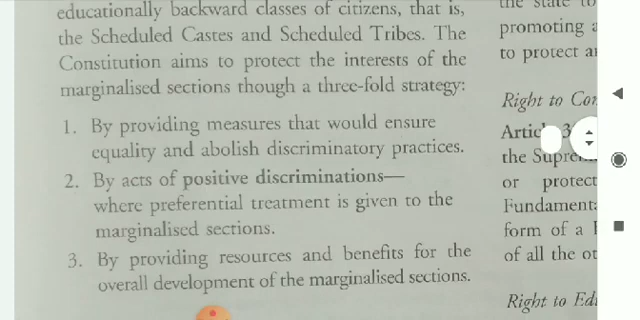 educationally backward classes of citizens, that is,
the Scheduled Castes and Scheduled Tribes. The
Constitution aims to protect the interests of the
marginalised sections though a three-fold strategy:
1. By providing measures that would ensure
equality and abolish discriminatory practices.
2. By acts of positive discriminations—
where preferential treatment is given to the
marginalised sections.
3. By providing resources and benefits for the
overall development of the marginalised sections.
the state to
promoting
to protect
Right to
the
or protect
form of a
of all the
Right to